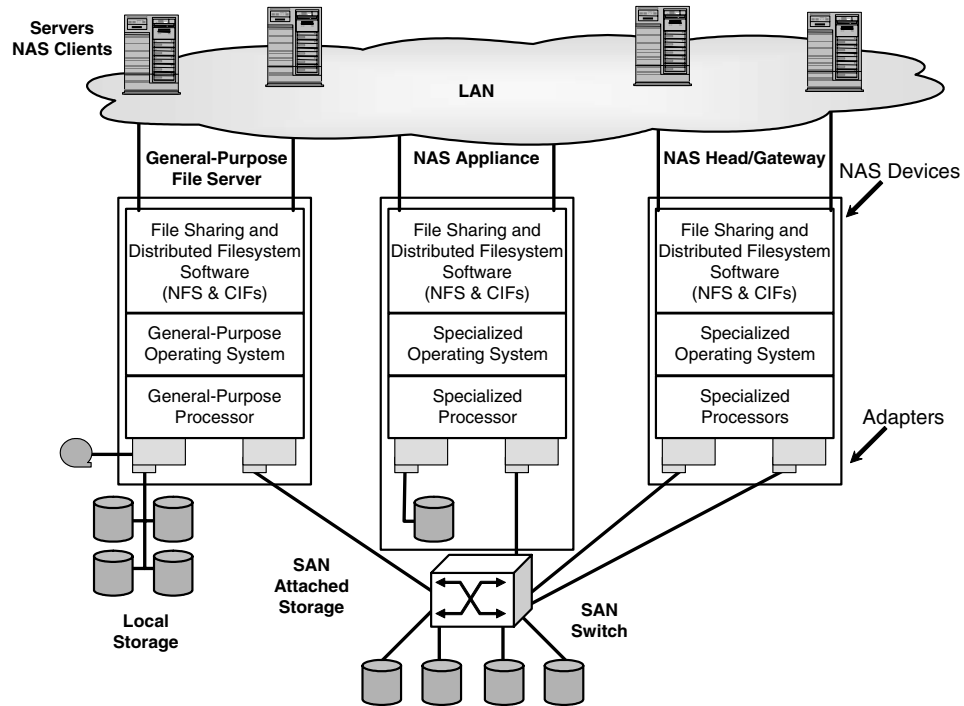 Servers
NAS Clients
LAN
General-Purpose
File Server
NAS Appliance
NAS Head/Gateway
NAS Devices
File Sharing and
Distributed Filesystem
Software
(NFS & CIFs)
General-Purpose
Operating System
General-Purpose
Processor
File Sharing and
Distributed Filesystem
Software
(NFS & CIFs)
Specialized
Operating System
Specialized
Processor
File Sharing and
Distributed Filesystem
Software
(NFS & CIFs)
Specialized
Operating System
Specialized
Processors
Adapters
Local
Storage
SAN
Attached
Storage
SAN
Switch